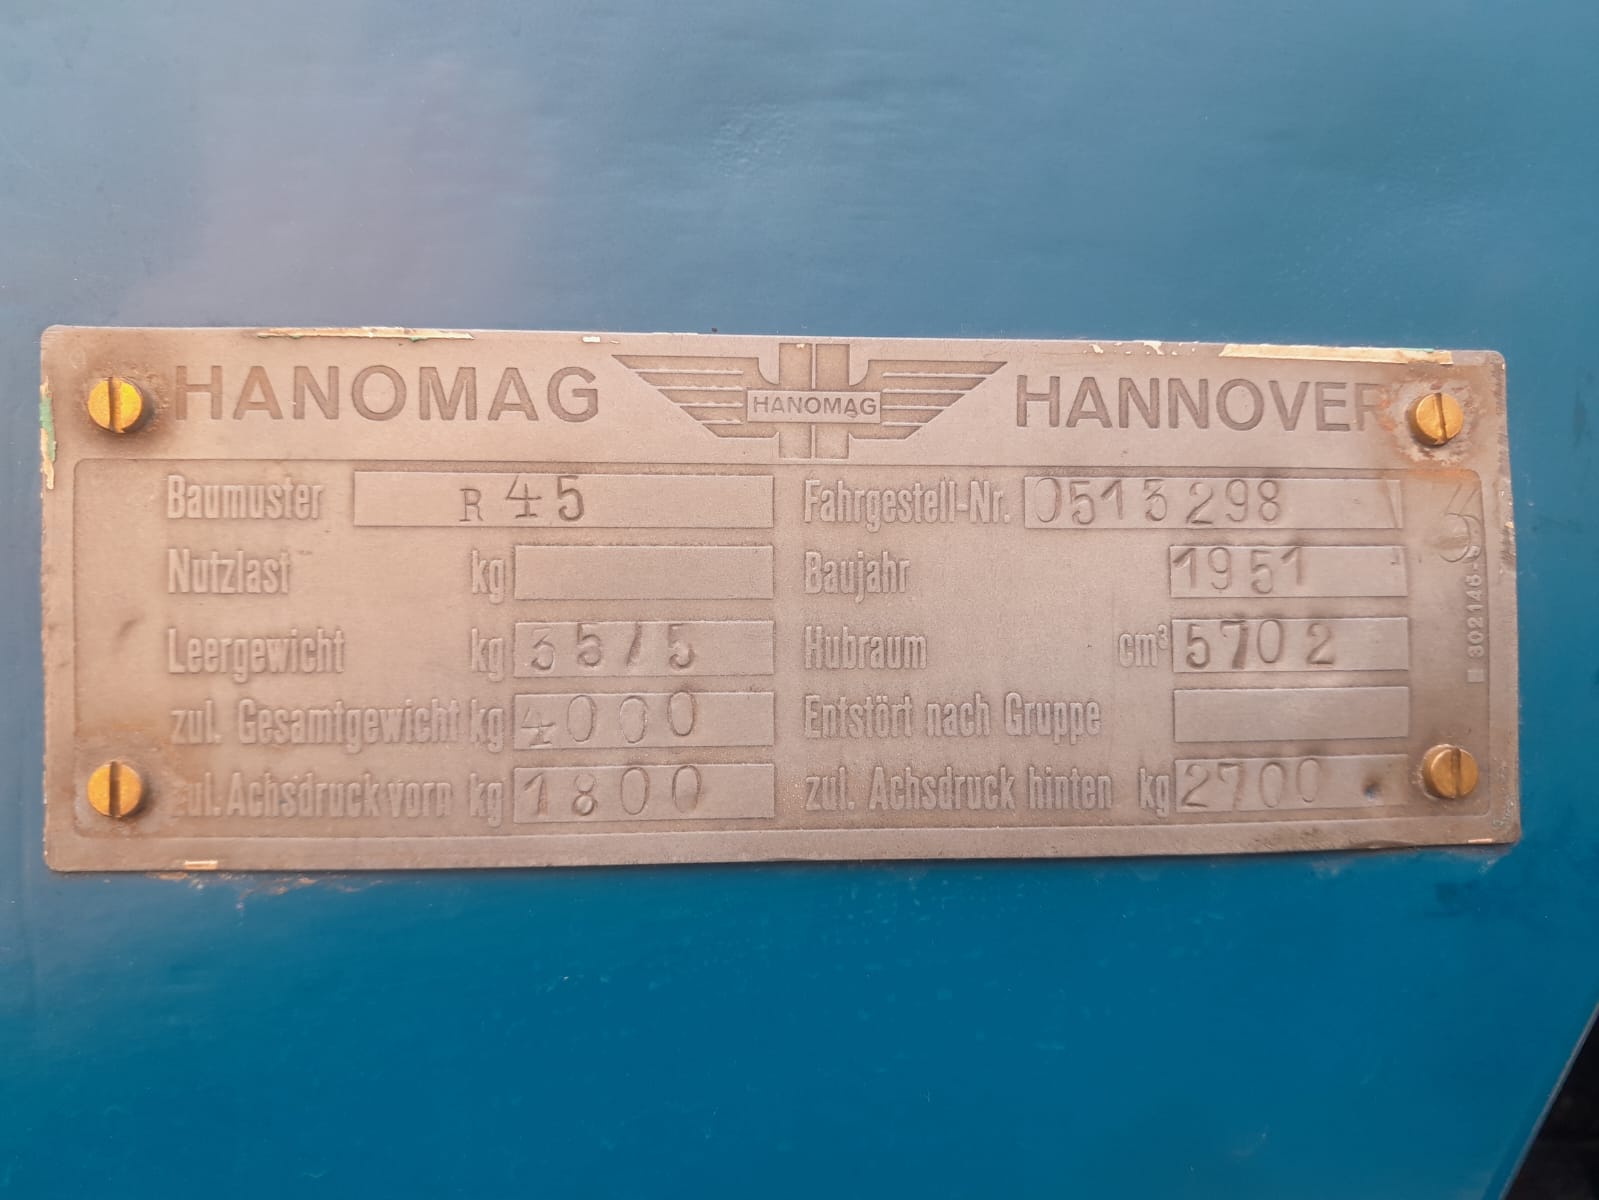 HANOMAG HANOMAG HANNOVER
Baumuster R 45 Fahrgestell-Nr. 0513298
Nutzlast kg Baujahr 1951
Leergewicht kg 3575 Hubraum cm³ 5702
zul. Gesamtgewicht kg 4000 Entstört nach Gruppe
zul. Achsdruck vorn kg 1800 zul. Achsdruck hinten kg 2700
3